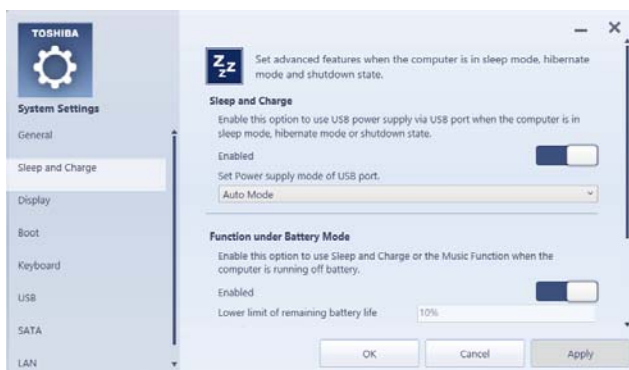 TOSHIBA
System Settings
General
Sleep and Charge
Display
Boot
Keyboard
USB
SATA
LAN
Set advanced features when the computer is in sleep mode, hibernate
mode and shutdown state.
Sleep and Charge
Enable this option to use USB power supply via USB port when the computer is in
sleep mode, hibernate mode or shutdown state.
Enabled
Set Power supply mode of USB port.
Auto Mode
Function under Battery Mode
Enable this option to use Sleep and Charge or the Music Function when the
computer is running off battery.
Enabled
Lower limit of remaining battery life 10%
OK Cancel Apply